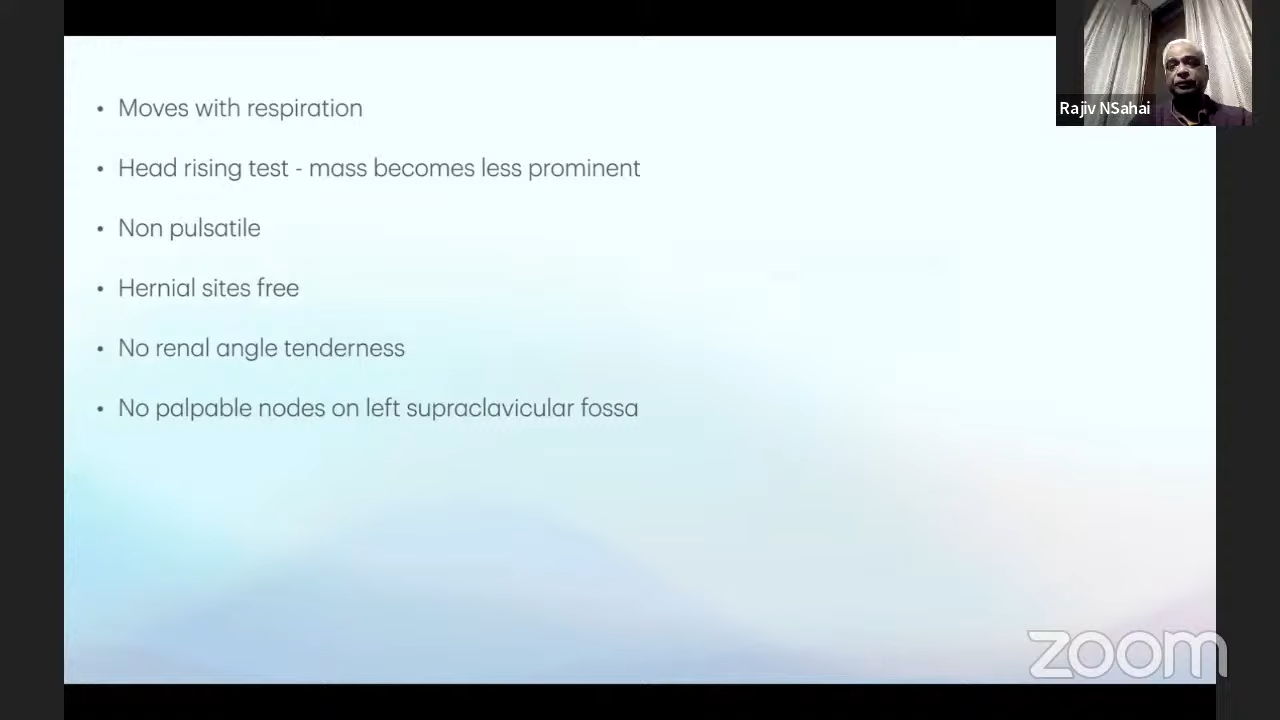 Rajiv NSahai
• Moves with respiration
• Head rising test - mass becomes less prominent
• Non pulsatile
• Hernial sites free
• No renal angle tenderness
• No palpable nodes on left supraclavicular fossa
zoom